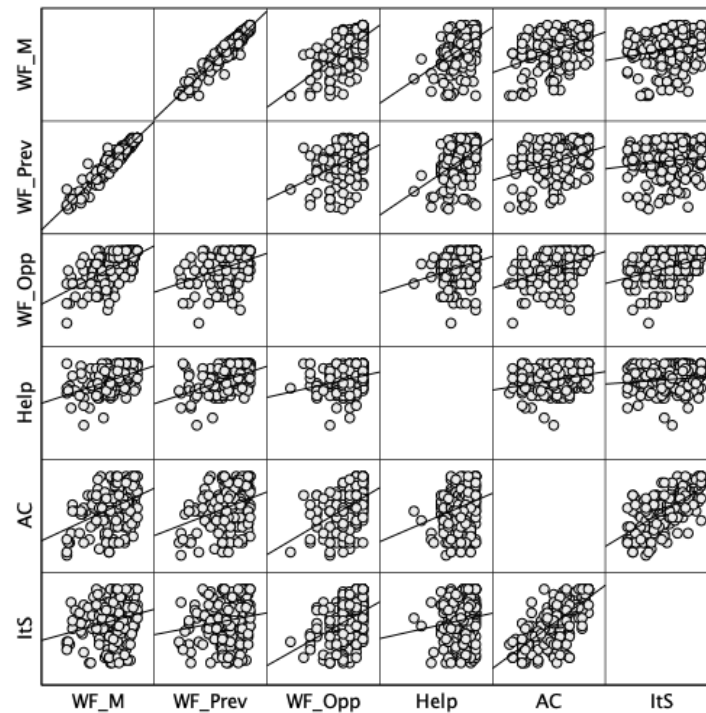 WF_M
WF_Prev
WF_Opp
Help
AC
ItS
WF_M WF_Prev WF_Opp Help AC ItS